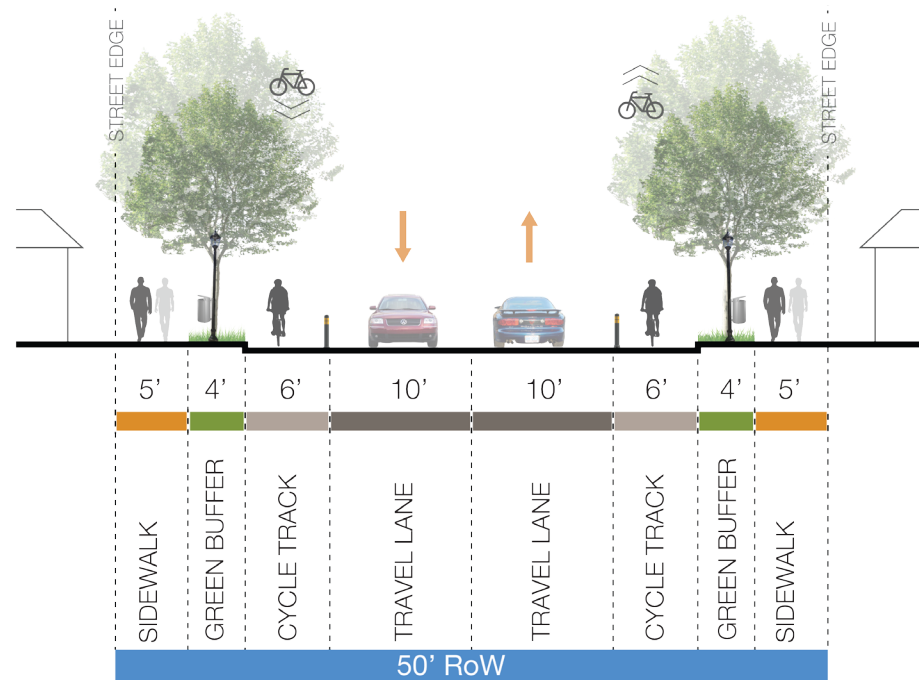 STREET EDGE
STREET EDGE
5’
4’
6’
10’
10’
6’
4’
5’
SIDEWALK
GREEN BUFFER
CYCLE TRACK
TRAVEL LANE
TRAVEL LANE
CYCLE TRACK
GREEN BUFFER
SIDEWALK
50’ RoW